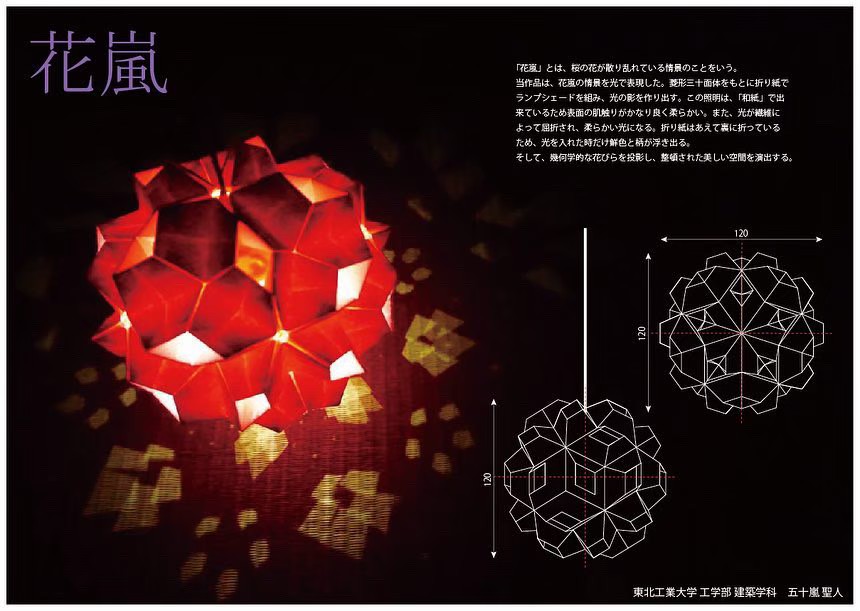 花嵐
「花嵐」とは、桜の花が散り乱れている情景のことをいう。
当作品は、花嵐の情景を光で表現した。菱形三十面体をもとに折り紙で
ランプシェードを組み、光の影を作り出す。この照明は、「和紙」で出
来ているため表面の肌触りがかなり良く柔らかい。また、光が繊維に
よって屈折され、柔らかい光になる。折り紙はあえて裏に折っている
ため、光を入れた時だけ鮮色と柄が浮き出る。
そして、幾何学的な花びらを投影し、整頓された美しい空間を演出する。
120
120
120
東北工業大学 工学部 建築学科　五十嵐 聖人